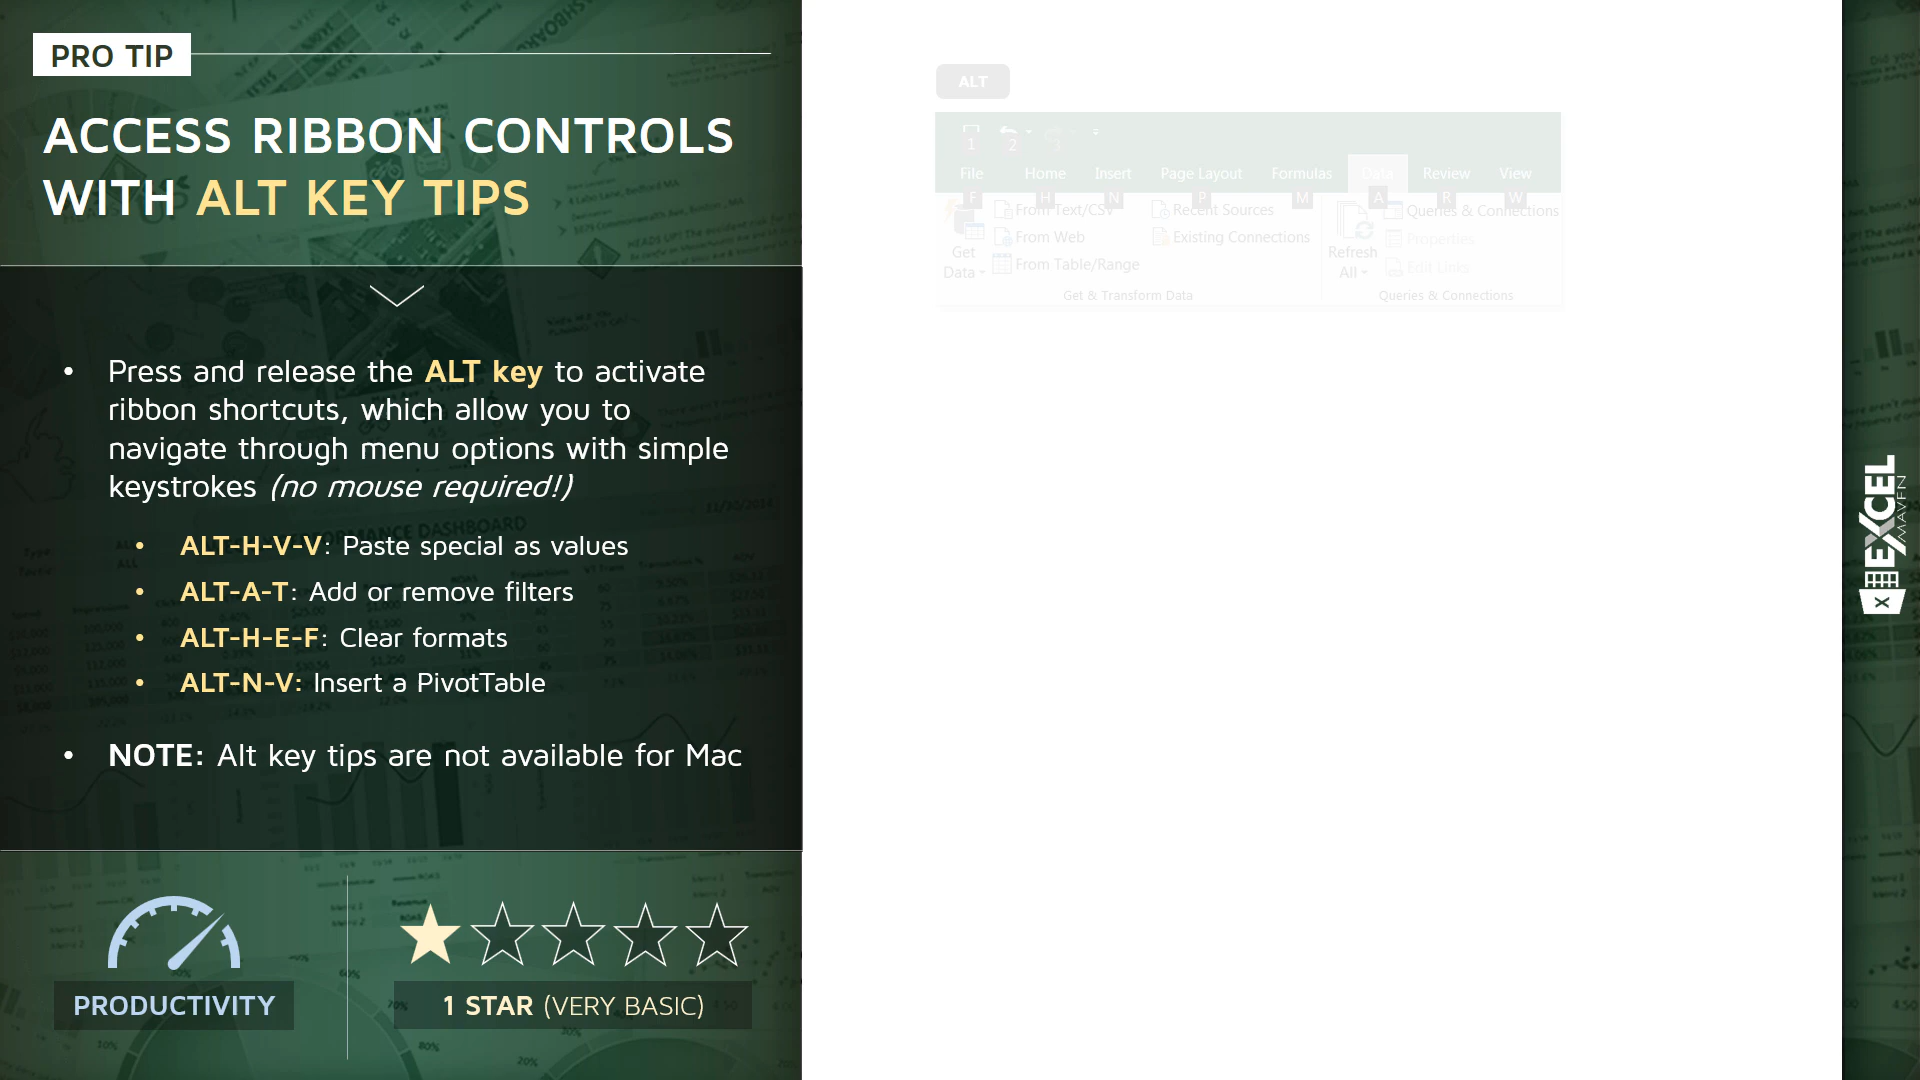 PRO TIP
ACCESS RIBBON CONTROLS
WITH ALT KEY TIPS
• Press and release the ALT key to activate
ribbon shortcuts, which allow you to
navigate through menu options with simple
keystrokes (no mouse required!)
• ALT-H-V-V: Paste special as values
• ALT-A-T: Add or remove filters
• ALT-H-E-F: Clear formats
• ALT-N-V: Insert a PivotTable
• NOTE: Alt key tips are not available for Mac
PRODUCTIVITY
1 STAR (VERY BASIC)
ALT
1 2
File Home Insert Page Layout Formulas Data Review View
F H N P M A R W
From Text/CSV Recent Sources Queries & Connections
From Web Existing Connections Properties
Get Data From Table/Range Refresh All Edit Links
Get & Transform Data Queries & Connections
EXCEL
MAVEN